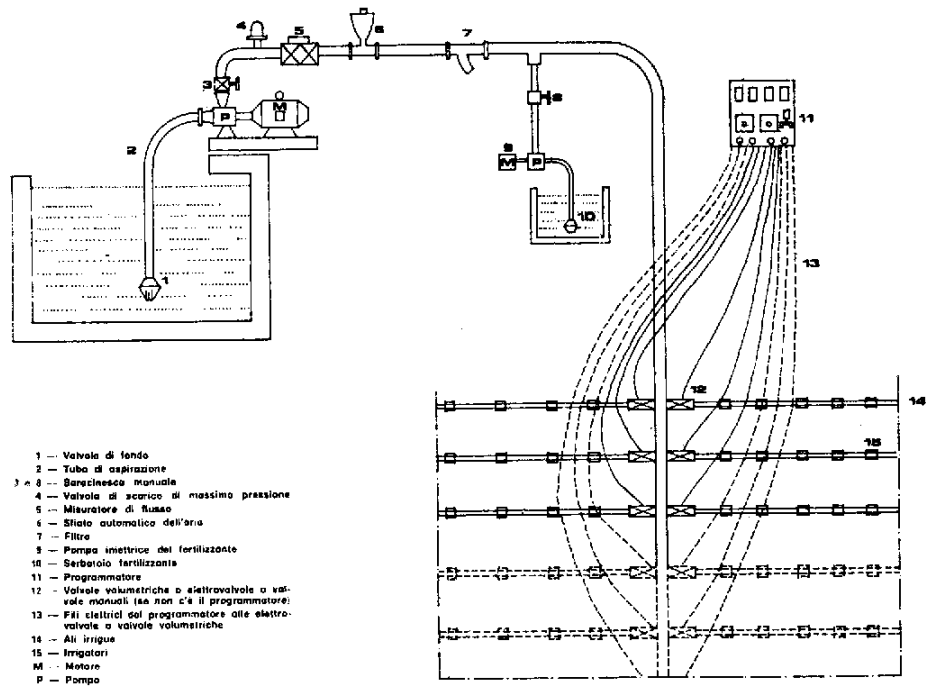 4
5
6
7
3
M
P
2
8
11
9
M
P
10
1
13
12
14
15
1 — Valvola di fondo
2 — Tubo di aspirazione
3 e 8 — Saracinesca manuale
4 — Valvola di scarico di massima pressione
5 — Misuratore di flusso
6 — Sfiato automatico dell'aria
7 — Filtro
9 — Pompa iniettrice del fertilizzante
10 — Serbatoio fertilizzante
11 — Programmatore
12 — Valvole volumetriche o elettrovalvole o val-
vole manuali (se non c'è il programmatore)
13 — Fili elettrici dal programmatore alle elettro-
valvole o valvole volumetriche
14 — Ali irrigue
15 — Irrigatori
M — Motore
P — Pompa